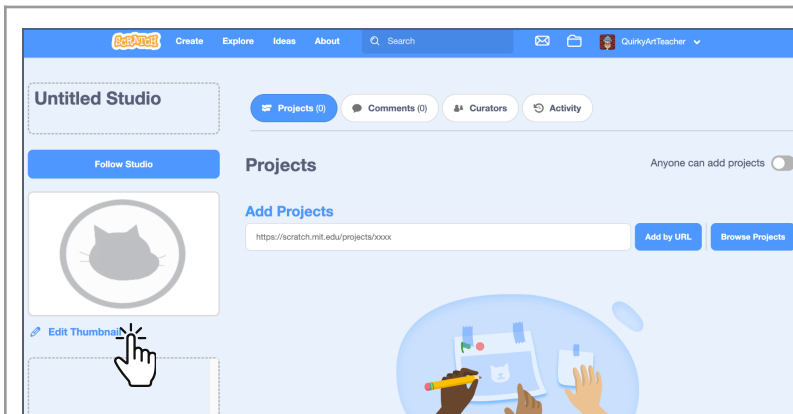 SCRATCH Create Explore Ideas About Search QuirkyArtTeacher
Untitled Studio
Projects (0) Comments (0) Curators Activity
Follow Studio
Projects
Anyone can add projects
Add Projects
https://scratch.mit.edu/projects/xxxx
Add by URL
Browse Projects
Edit Thumbnail